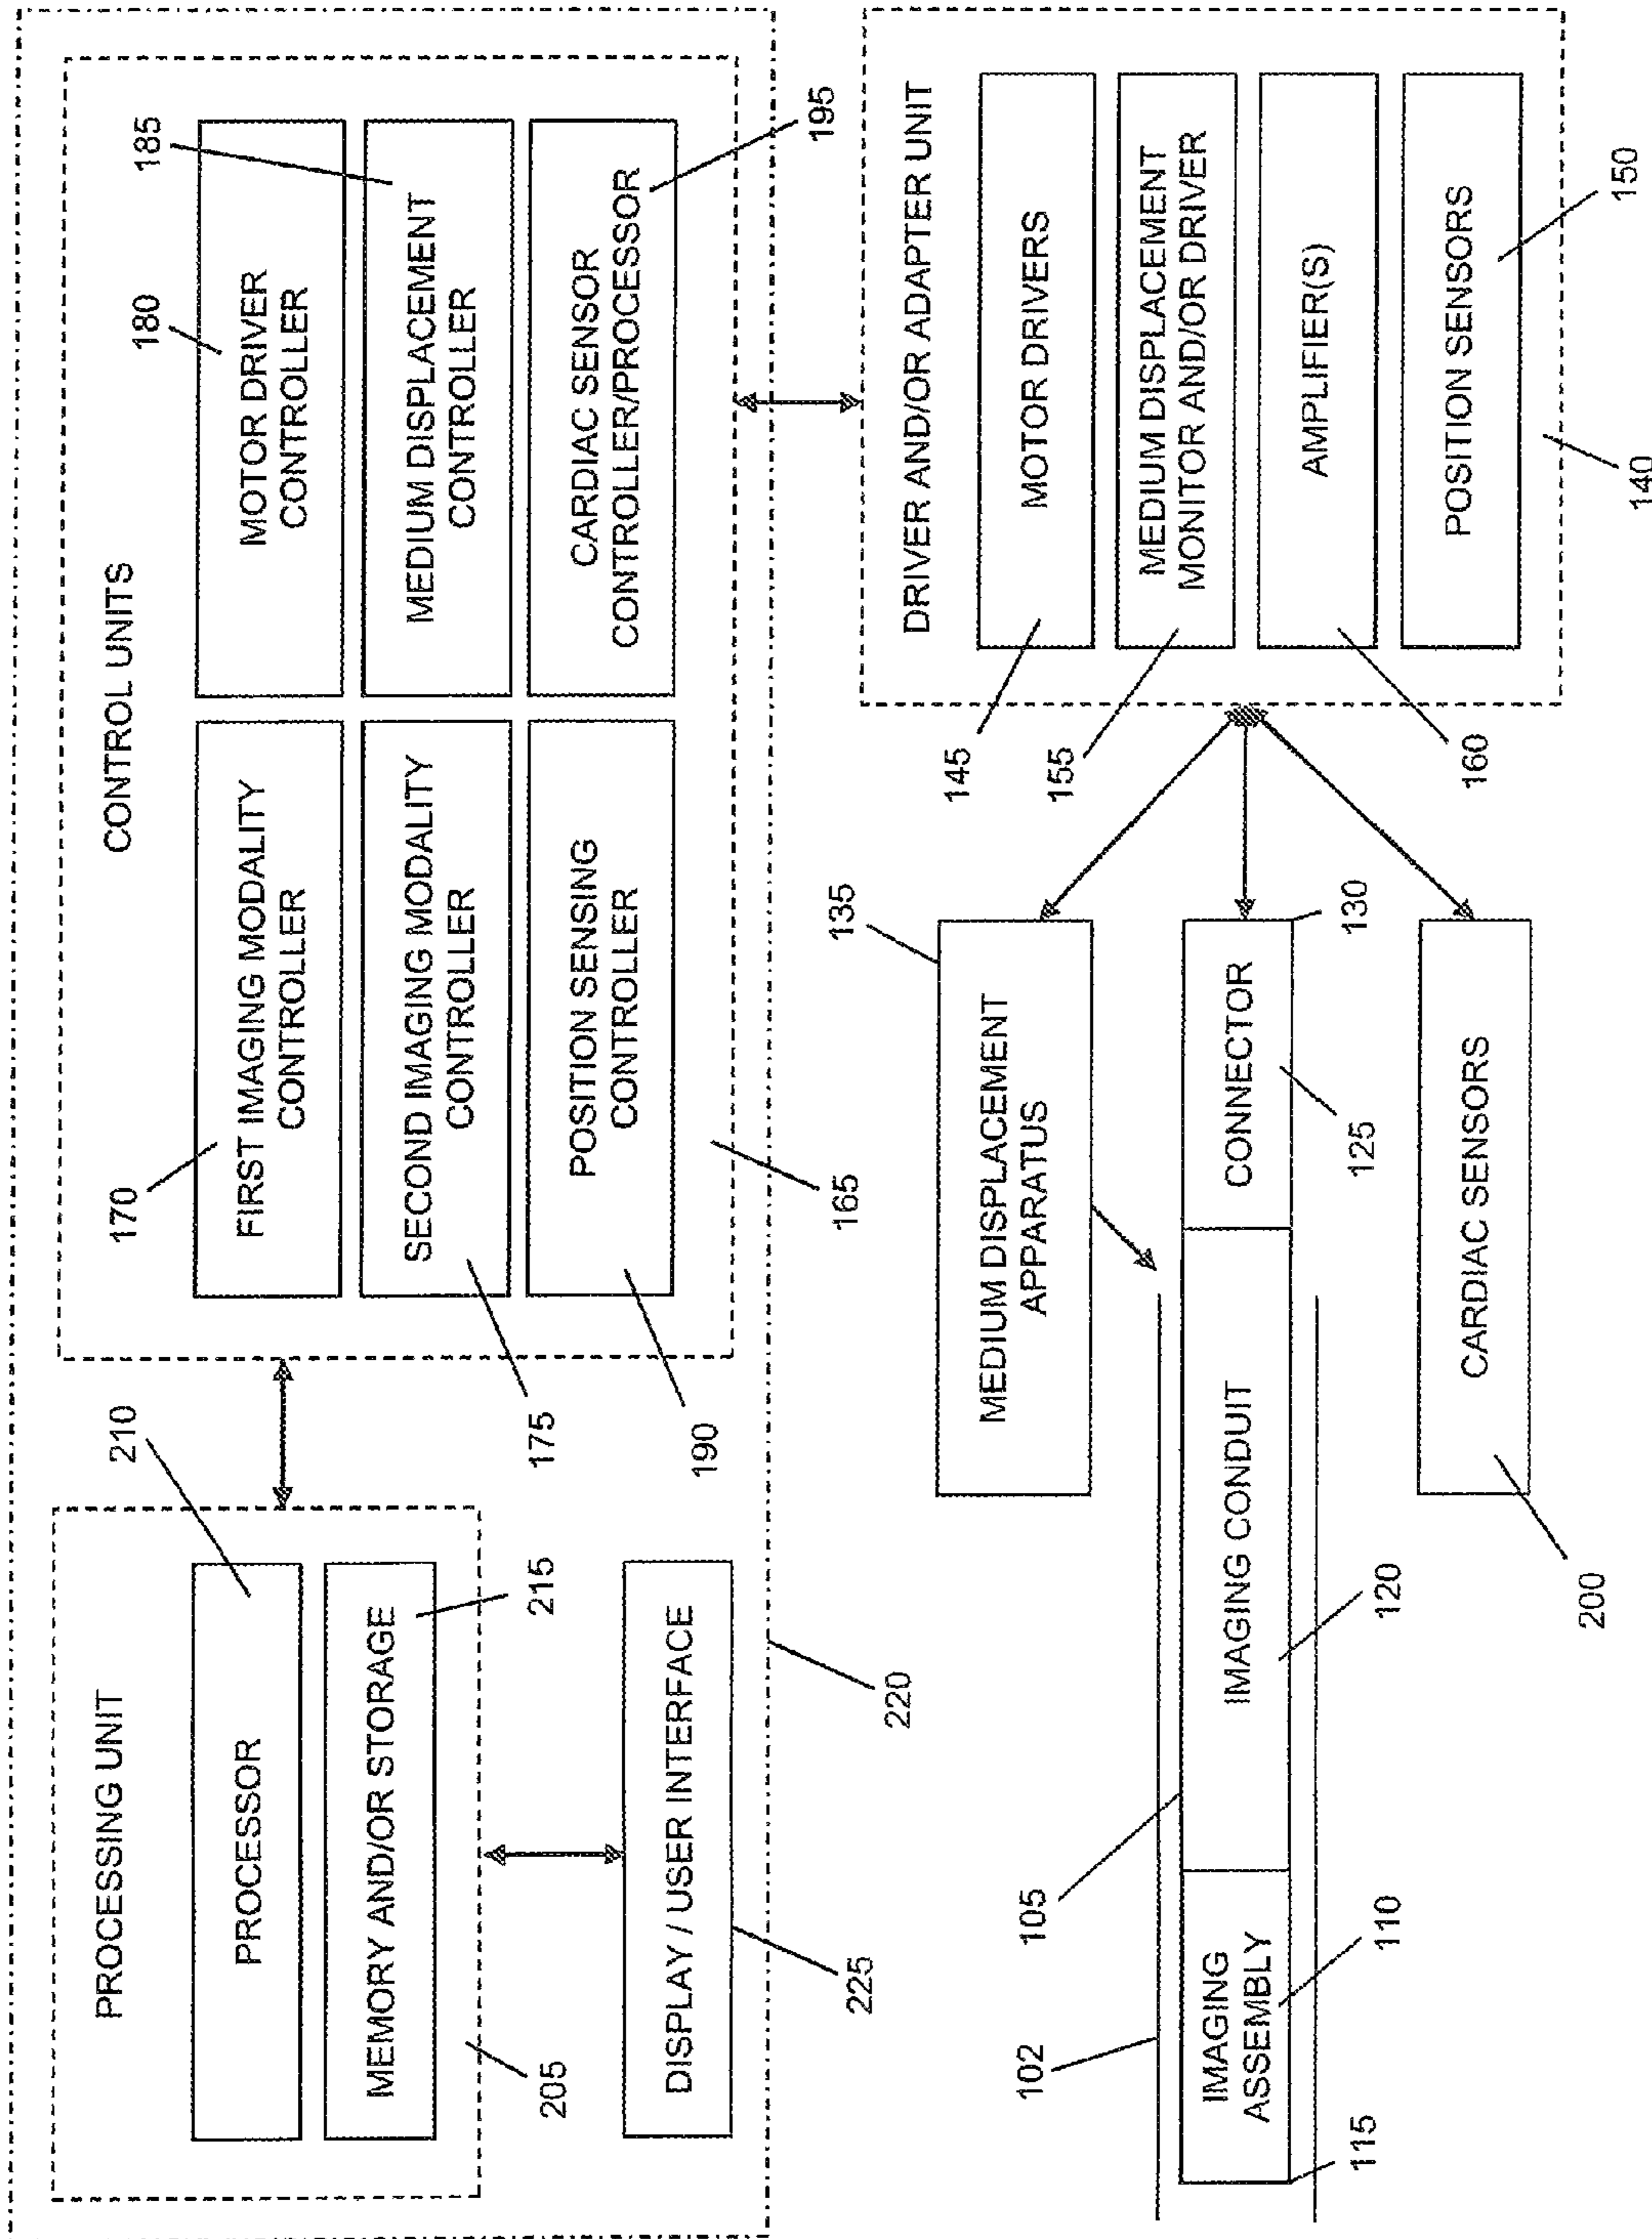 PROCESSING UNIT
210
PROCESSOR
MEMORY AND/OR STORAGE
215
205
DISPLAY / USER INTERFACE
225
220
CONTROL UNITS
170
FIRST IMAGING MODALITY
CONTROLLER
180
MOTOR DRIVER
CONTROLLER
185
SECOND IMAGING MODALITY
CONTROLLER
175
MEDIUM DISPLACEMENT
CONTROLLER
POSITION SENSING
CONTROLLER
190
165
CARDIAC SENSOR
CONTROLLER/PROCESSOR
195
102
105
IMAGING
ASSEMBLY
110
115
IMAGING CONDUIT
120
CONNECTOR
125
130
135
MEDIUM DISPLACEMENT
APPARATUS
CARDIAC SENSORS
200
DRIVER AND/OR ADAPTER UNIT
145
MOTOR DRIVERS
155
MEDIUM DISPLACEMENT
MONITOR AND/OR DRIVER
160
AMPLIFIER(S)
POSITION SENSORS
150
140